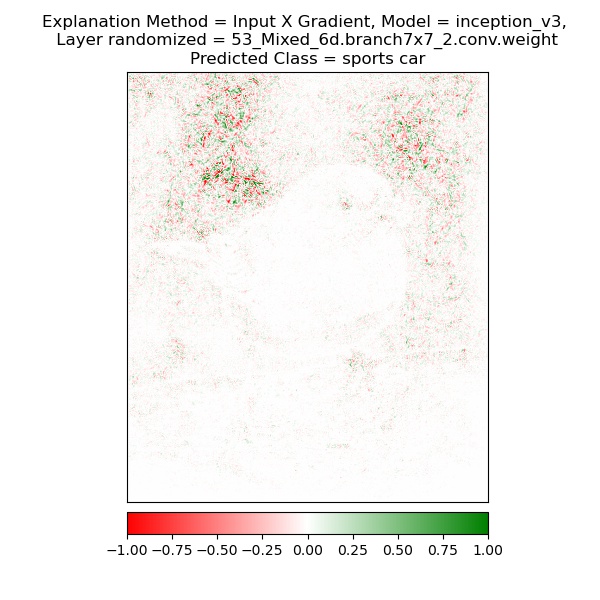 Explanation Method = Input X Gradient, Model = inception_v3,
Layer randomized = 53_Mixed_6d.branch7x7_2.conv.weight
Predicted Class = sports car
−1.00 −0.75 −0.50 −0.25 0.00 0.25 0.50 0.75 1.00